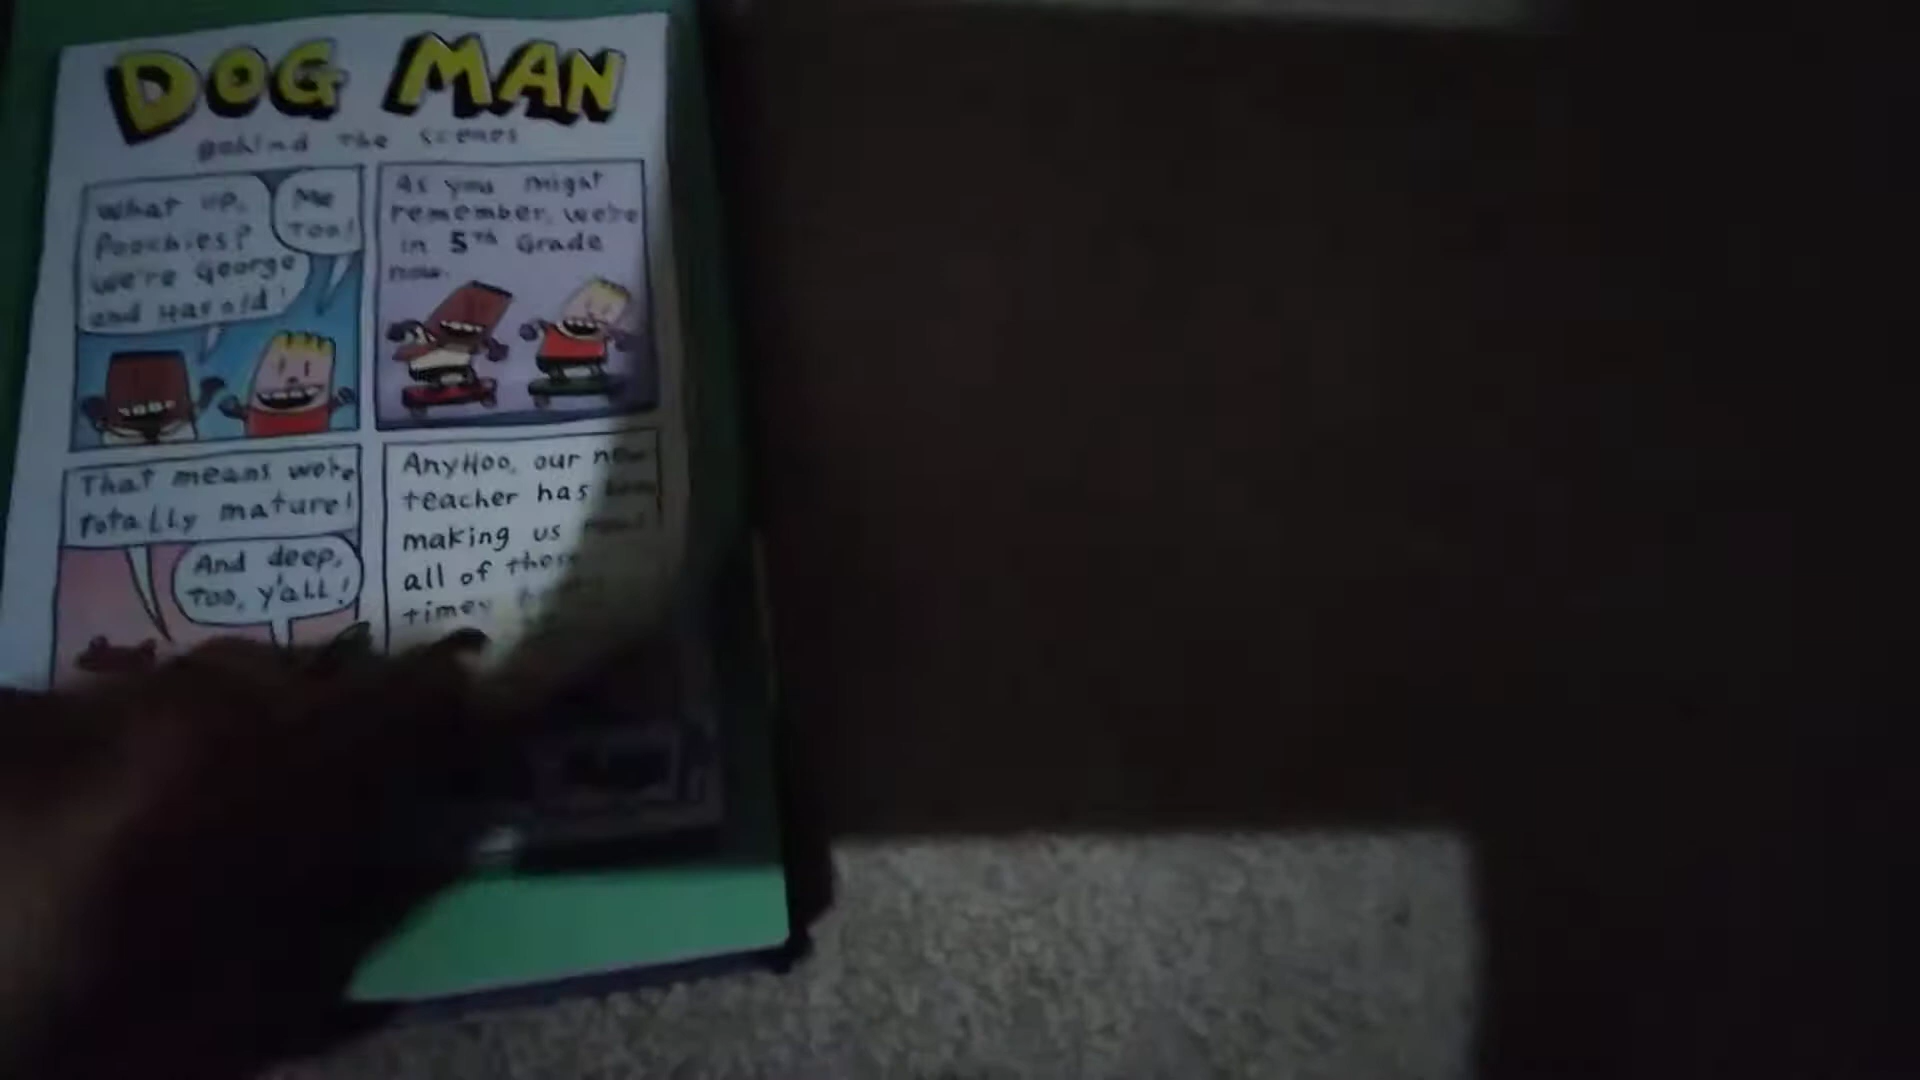 DOG MAN
Behind The Scenes
What up,
Poochies?
we're George
and Harold!
Me
Too!
As you might
remember, we're
in 5th Grade
now.
That means we're
totally mature!
And deep,
Too, y'all!
AnyHoo, our new
teacher has
making us
all of these
timey